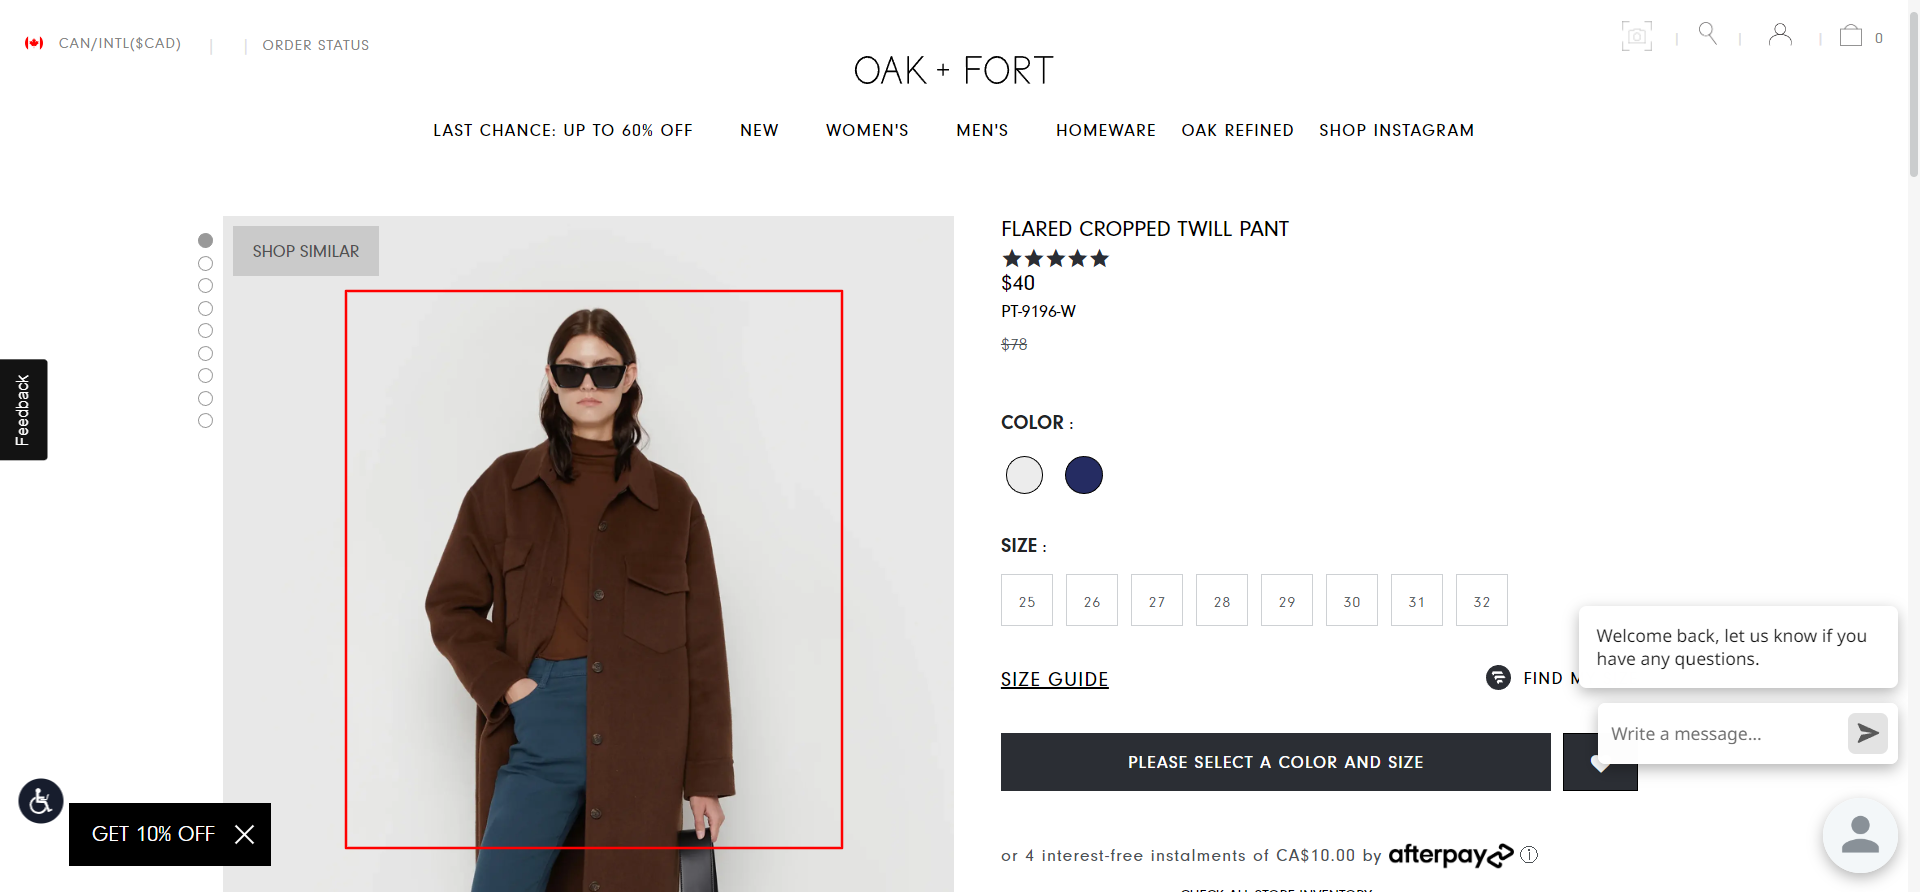 CAN/INTL($CAD)
ORDER STATUS
0
OAK + FORT
LAST CHANCE: UP TO 60% OFF
NEW
WOMEN'S
MEN'S
HOMEWARE
OAK REFINED
SHOP INSTAGRAM
SHOP SIMILAR
FLARED CROPPED TWILL PANT
$40
PT-9196-W
$78
COLOR :
SIZE :
25
26
27
28
29
30
31
32
SIZE GUIDE
FIND
PLEASE SELECT A COLOR AND SIZE
or 4 interest-free instalments of CA$10.00 by afterpay
CHECK ALL STORE INVENTORY
Feedback
GET 10% OFF
Welcome back, let us know if you
have any questions.
Write a message...